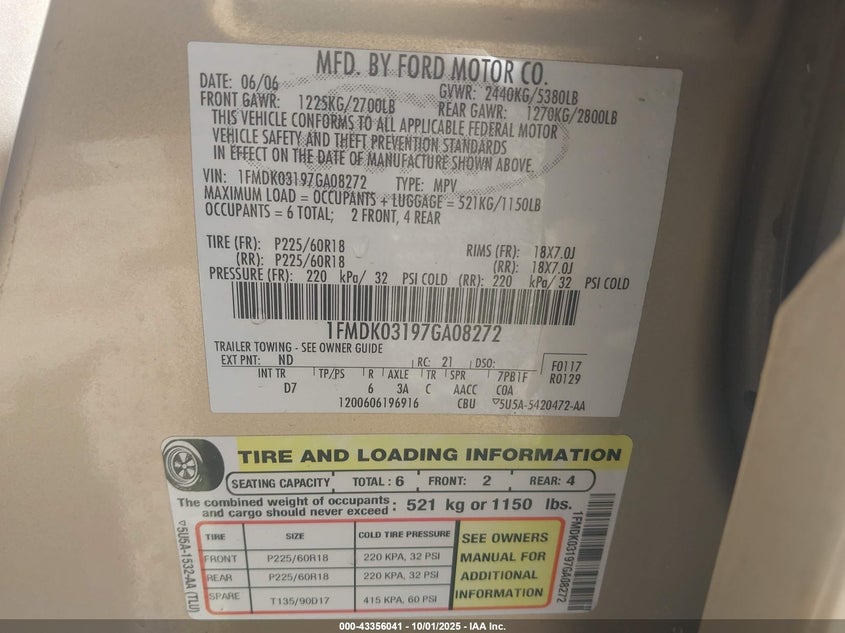 MFD. BY FORD MOTOR CO.
DATE: 06/06 GVWR: 2440KG/5380LB
FRONT GAWR: 1225KG/2700LB REAR GAWR: 1270KG/2800LB
THIS VEHICLE CONFORMS TO ALL APPLICABLE FEDERAL MOTOR
VEHICLE SAFETY AND THEFT PREVENTION STANDARDS
IN EFFECT ON THE DATE OF MANUFACTURE SHOWN ABOVE.
VIN: 1FMDK03197GA08272 TYPE: MPV
MAXIMUM LOAD = OCCUPANTS + LUGGAGE = 521KG/1150LB
OCCUPANTS = 6 TOTAL; 2 FRONT, 4 REAR
TIRE (FR): P225/60R18 RIMS (FR): 18X7.0J
(RR): P225/60R18 (RR): 18X7.0J
PRESSURE (FR): 220 kPa/ 32 PSI COLD (RR): 220 kPa/ 32 PSI COLD
1FMDK03197GA08272
TRAILER TOWING - SEE OWNER GUIDE
EXT PNT: ND RC: 21 DSO: F0117
INT TR TP/PS R AXLE TR SPR 7PB1F R0129
D7 6 3A C AACC COA
1200606196916 CBU ▽5U5A-5420472-AA
TIRE AND LOADING INFORMATION
SEATING CAPACITY TOTAL : 6 FRONT: 2 REAR: 4
The combined weight of occupants and cargo should never exceed : 521 kg or 1150 lbs.
TIRE SIZE COLD TIRE PRESSURE
FRONT P225/60R18 220 KPA, 32 PSI
REAR P225/60R18 220 KPA, 32 PSI
SPARE T135/90D17 415 KPA, 60 PSI
SEE OWNERS
MANUAL FOR
ADDITIONAL
INFORMATION
▽5U5A-1532-AA (TLU)
1FMDK03197GA08272
000-43356041 - 10/01/2025 - IAA Inc.